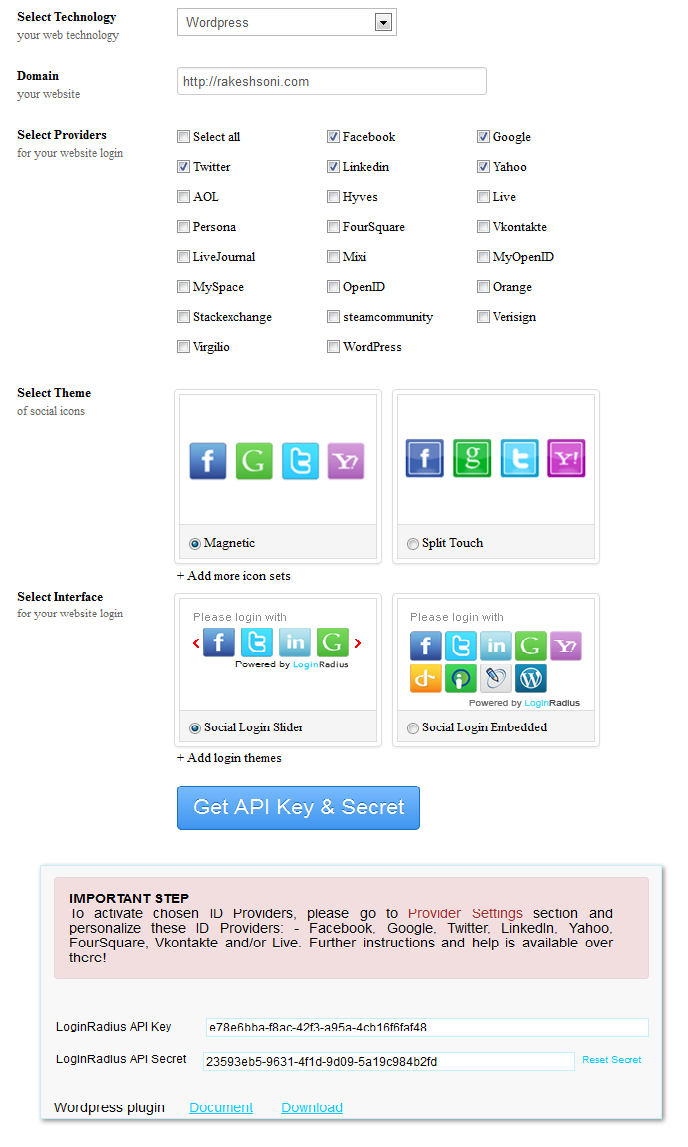 Select Technology
your web technology
Wordpress
Domain
your website
http://rakeshsoni.com
Select Providers
for your website login
Select all
Facebook
Google
Twitter
Linkedin
Yahoo
AOL
Hyves
Live
Persona
FourSquare
Vkontakte
LiveJournal
Mixi
MyOpenID
MySpace
OpenID
Orange
Stackexchange
steamcommunity
Verisign
Virgilio
WordPress
Select Theme
of social icons
Magnetic
Split Touch
+ Add more icon sets
Select Interface
for your website login
Please login with
Powered by LoginRadius
Social Login Slider
Please login with
Powered by LoginRadius
Social Login Embedded
+ Add login themes
Get API Key & Secret
IMPORTANT STEP
To activate chosen ID Providers, please go to Provider Settings section and
personalize these ID Providers: - Facebook, Google, Twitter, LinkedIn, Yahoo,
FourSquare, Vkontakte and/or Live. Further instructions and help is available over
there!
LoginRadius API Key
e78e6bba-f8ac-42f3-a95a-4cb16f6faf48
LoginRadius API Secret
23593eb5-9631-4f1d-9d09-5a19c984b2fd
Reset Secret
Wordpress plugin
Document
Download